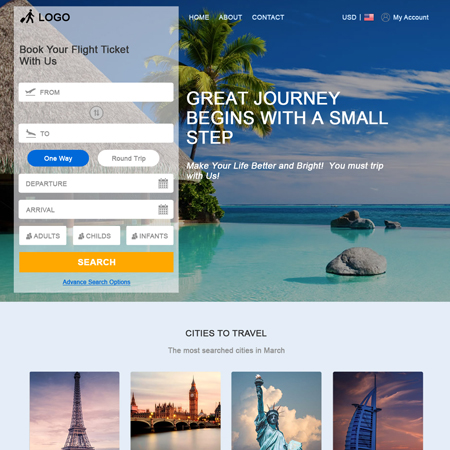 LOGO
HOME ABOUT CONTACT
USD | My Account
Book Your Flight Ticket
With Us
FROM
TO
One Way Round Trip
DEPARTURE
ARRIVAL
ADULTS CHILDS INFANTS
SEARCH
Advance Search Options
GREAT JOURNEY
BEGINS WITH A SMALL
STEP
Make Your Life Better and Bright! You must trip
with Us!
CITIES TO TRAVEL
The most searched cities in March